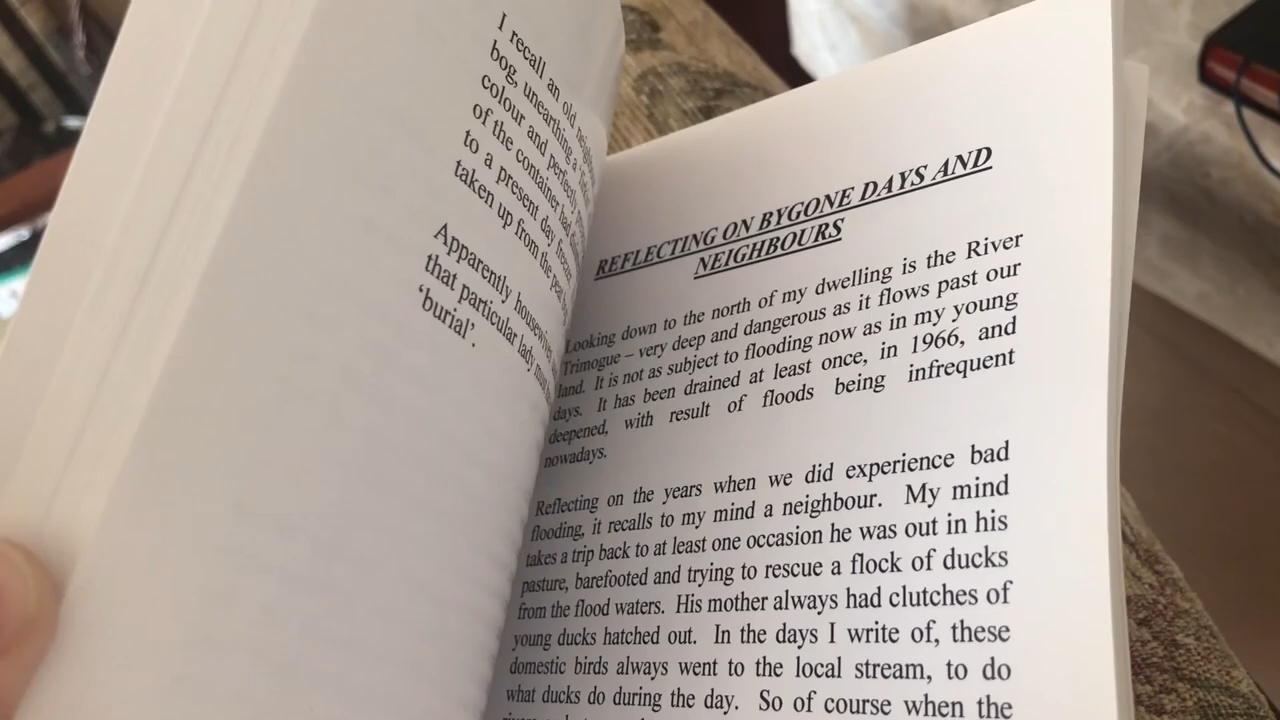 I recall an old
bog, unearthing a
colour and perfectly
of the container had
to a present day
taken up from the peat
Apparently housewives
that particular lady must
‘burial’.
REFLECTING ON BYGONE DAYS AND
NEIGHBOURS
Looking down to the north of my dwelling is the River
Trimogue – very deep and dangerous as it flows past our
land. It is not as subject to flooding now as in my young
days. It has been drained at least once, in 1966, and
deepened, with result of floods being infrequent
nowadays.
Reflecting on the years when we did experience bad
flooding, it recalls to my mind a neighbour. My mind
takes a trip back to at least one occasion he was out in his
pasture, barefooted and trying to rescue a flock of ducks
from the flood waters. His mother always had clutches of
young ducks hatched out. In the days I write of, these
domestic birds always went to the local stream, to do
what ducks do during the day. So of course when the